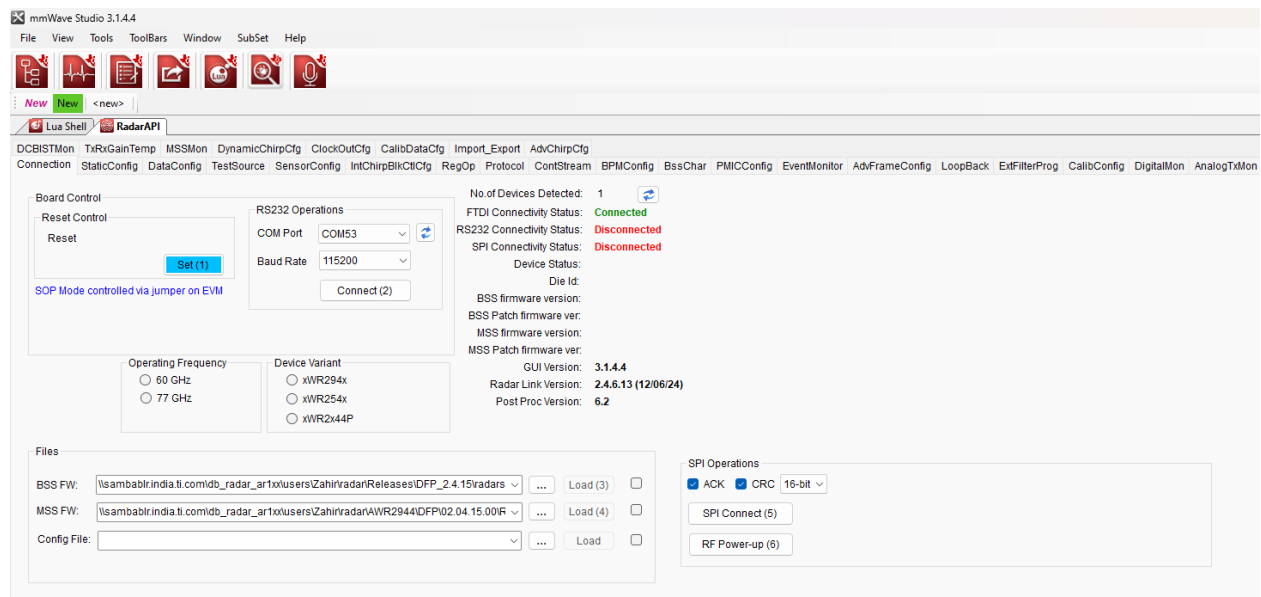 mmWave Studio 3.1.4.4
File View Tools ToolBars Window SubSet Help
Lua
New New <new>
Lua Shell RadarAPI
DCBISTMon TxRxGainTemp MSSMon DynamicChirpCfg ClockOutCfg CalibDataCfg Import_Export AdvChirpCfg
Connection StaticConfig DataConfig TestSource SensorConfig IntChirpBlkCtlCfg RegOp Protocol ContStream BPMConfig BssChar PMICConfig EventMonitor AdvFrameConfig LoopBack ExtFilterProg CalibConfig DigitalMon AnalogTxMon
Board Control
Reset Control
Reset
Set (1)
SOP Mode controlled via jumper on EVM
RS232 Operations
COM Port COM53
Baud Rate 115200
Connect (2)
No.of Devices Detected: 1
FTDI Connectivity Status: Connected
RS232 Connectivity Status: Disconnected
SPI Connectivity Status: Disconnected
Device Status:
Die Id:
BSS firmware version:
BSS Patch firmware ver:
MSS firmware version:
MSS Patch firmware ver:
GUI Version: 3.1.4.4
Radar Link Version: 2.4.6.13 (12/06/24)
Post Proc Version: 6.2
Operating Frequency
60 GHz
77 GHz
Device Variant
xWR294x
xWR254x
xWR2x44P
Files
BSS FW: \\sambablr.india.ti.com\db_radar_ar1xx\users\Zahir\radar\Releases\DFP_2.4.15\radars ... Load (3)
MSS FW: \\sambablr.india.ti.com\db_radar_ar1xx\users\Zahir\radar\AWR2944\DFP\02.04.15.00\R ... Load (4)
Config File: ... Load
SPI Operations
ACK CRC 16-bit
SPI Connect (5)
RF Power-up (6)